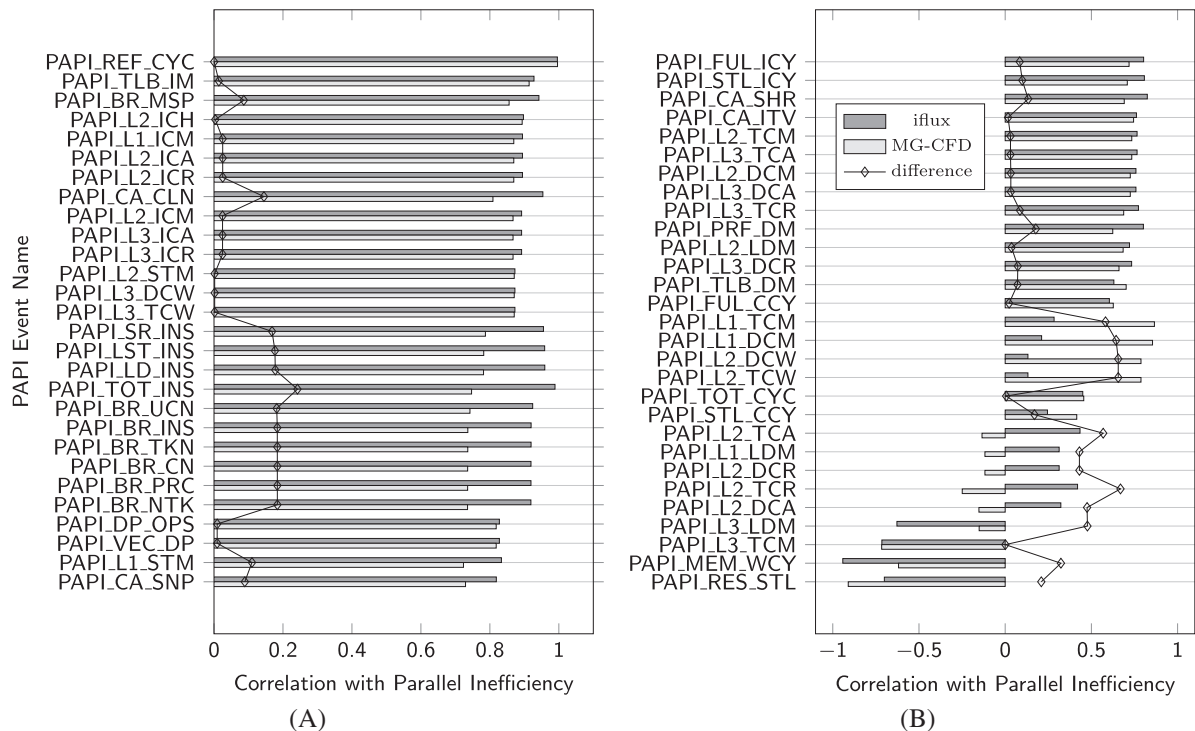 PAPI Event Name
PAPI_REF_CYC
PAPI_TLB_IM
PAPI_BR_MSP
PAPI_L2_ICH
PAPI_L1_ICM
PAPI_L2_ICA
PAPI_L2_ICR
PAPI_CA_CLN
PAPI_L2_ICM
PAPI_L3_ICA
PAPI_L3_ICR
PAPI_L2_STM
PAPI_L3_DCW
PAPI_L3_TCW
PAPI_SR_INS
PAPI_LST_INS
PAPI_LD_INS
PAPI_TOT_INS
PAPI_BR_UCN
PAPI_BR_INS
PAPI_BR_TKN
PAPI_BR_CN
PAPI_BR_PRC
PAPI_BR_NTK
PAPI_DP_OPS
PAPI_VEC_DP
PAPI_L1_STM
PAPI_CA_SNP
0 0.2 0.4 0.6 0.8 1
Correlation with Parallel Inefficiency
(A)
PAPI_FUL_ICY
PAPI_STL_ICY
PAPI_CA_SHR
PAPI_CA_ITV
PAPI_L2_TCM
PAPI_L3_TCA
PAPI_L2_DCM
PAPI_L3_DCA
PAPI_L3_TCR
PAPI_PRF_DM
PAPI_L2_LDM
PAPI_L3_DCR
PAPI_TLB_DM
PAPI_FUL_CCY
PAPI_L1_TCM
PAPI_L1_DCM
PAPI_L2_DCW
PAPI_L2_TCW
PAPI_TOT_CYC
PAPI_STL_CCY
PAPI_L2_TCA
PAPI_L1_LDM
PAPI_L2_DCR
PAPI_L2_TCR
PAPI_L2_DCA
PAPI_L3_LDM
PAPI_L3_TCM
PAPI_MEM_WCY
PAPI_RES_STL
iflux
MG-CFD
difference
−1 −0.5 0 0.5 1
Correlation with Parallel Inefficiency
(B)